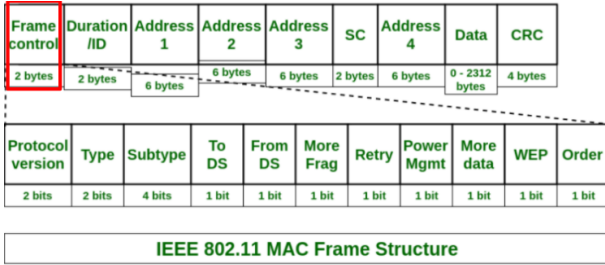 Frame control
Duration /ID
Address 1
Address 2
Address 3
SC
Address 4
Data
CRC
2 bytes
2 bytes
6 bytes
6 bytes
6 bytes
2 bytes
6 bytes
0 - 2312 bytes
4 bytes
Protocol version
Type
Subtype
To DS
From DS
More Frag
Retry
Power Mgmt
More data
WEP
Order
2 bits
2 bits
4 bits
1 bit
1 bit
1 bit
1 bit
1 bit
1 bit
1 bit
1 bit
IEEE 802.11 MAC Frame Structure